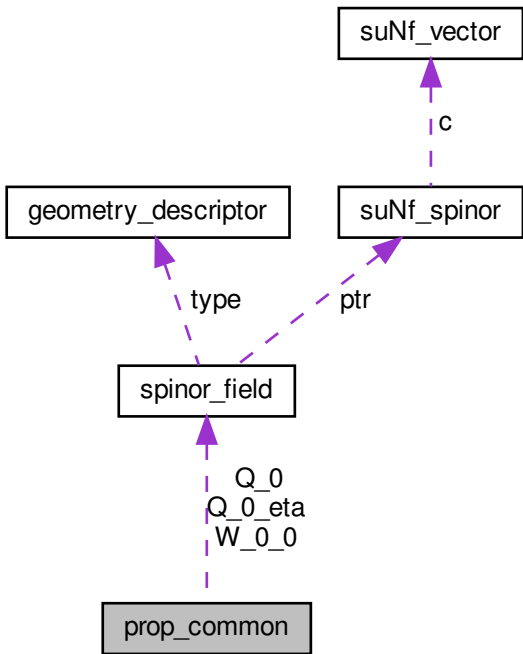 suNf_vector
c
geometry_descriptor
suNf_spinor
type
ptr
spinor_field
Q_0
Q_0_eta
W_0_0
prop_common